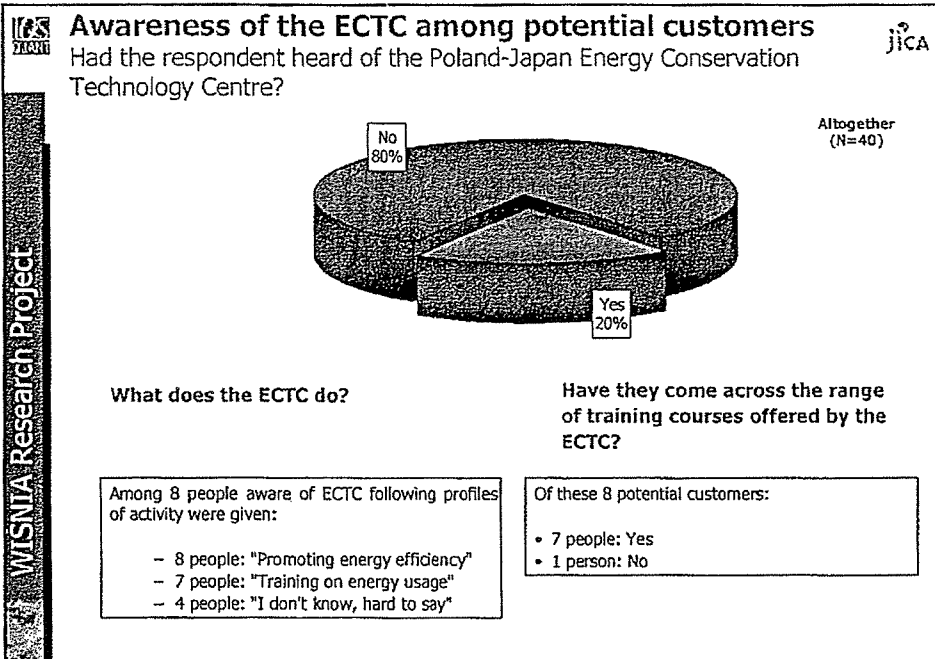 Awareness of the ECTC among potential customers
Had the respondent heard of the Poland-Japan Energy Conservation
Technology Centre?
jICA
Altogether
(N=40)
No
80%
Yes
20%
WISNIA Research Project
What does the ECTC do?
Have they come across the range
of training courses offered by the
ECTC?
Among 8 people aware of ECTC following profiles
of activity were given:
– 8 people: "Promoting energy efficiency"
– 7 people: "Training on energy usage"
– 4 people: "I don't know, hard to say"
Of these 8 potential customers:
• 7 people: Yes
• 1 person: No